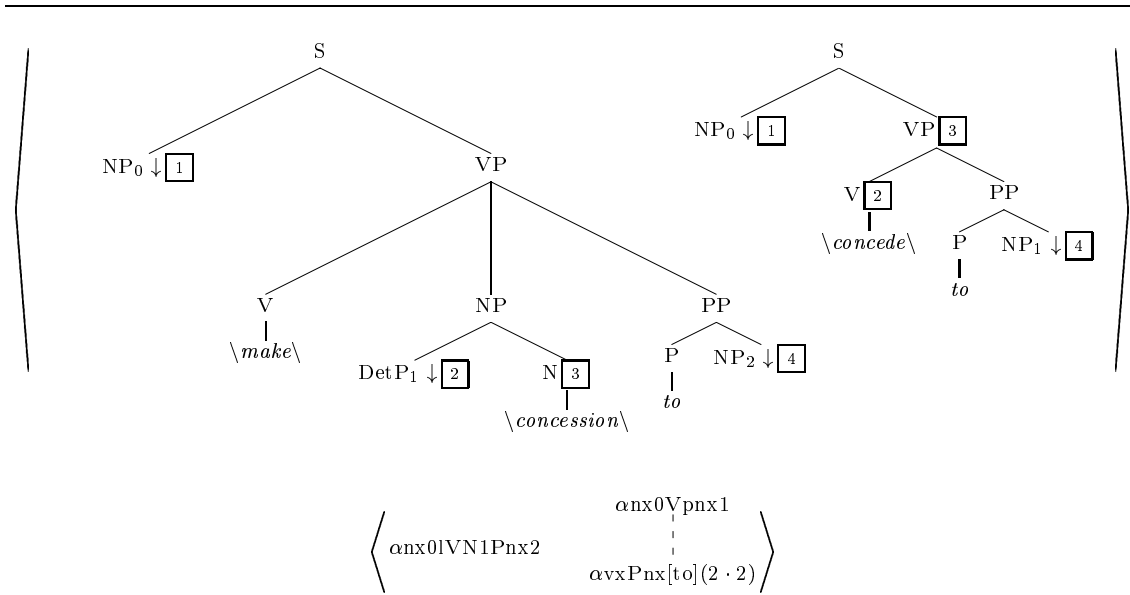 S S
NP₀ ↓ 1 VP 3
NP₀ ↓ 1 VP
V 2 PP
\concede\ P NP₁ ↓ 4
to
V NP PP
\make\ P NP₂ ↓ 4
DetP₁ ↓ 2 N 3
to
\concession\
αnx0Vpnx1
αnx0lVN1Pnx2
αvxPnx[to](2 · 2)